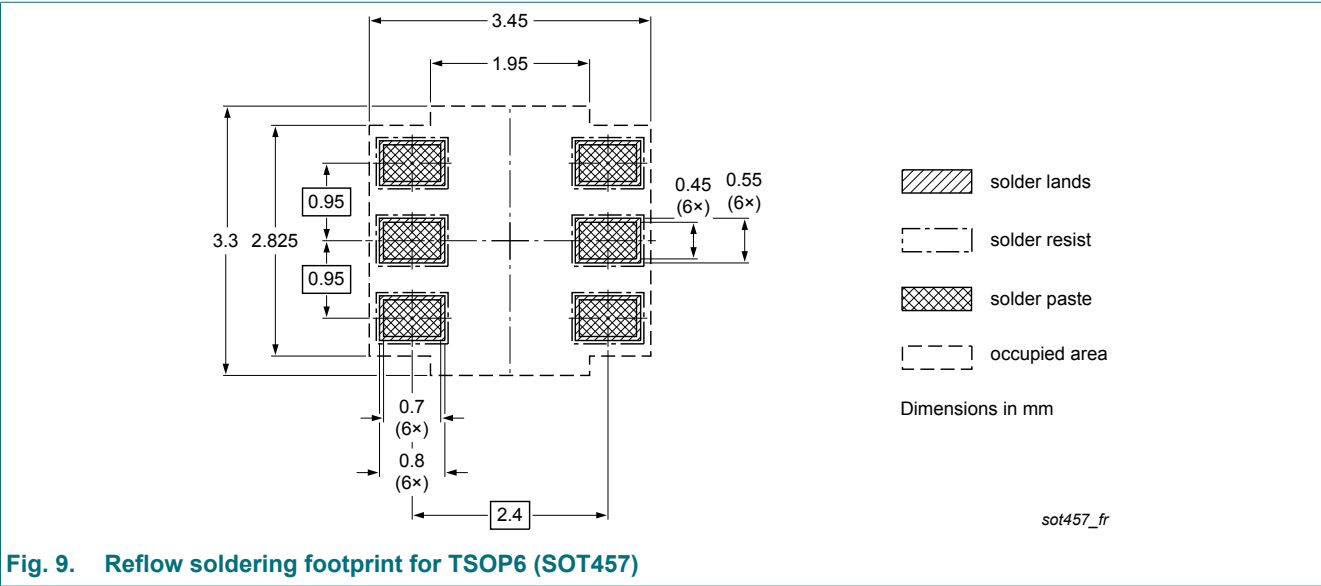 3.45
1.95
0.95
3.3 2.825
0.95
0.45 0.55
(6×) (6×)
0.7
(6×)
0.8
(6×)
2.4
solder lands
solder resist
solder paste
occupied area
Dimensions in mm
sot457_fr
Fig. 9. Reflow soldering footprint for TSOP6 (SOT457)